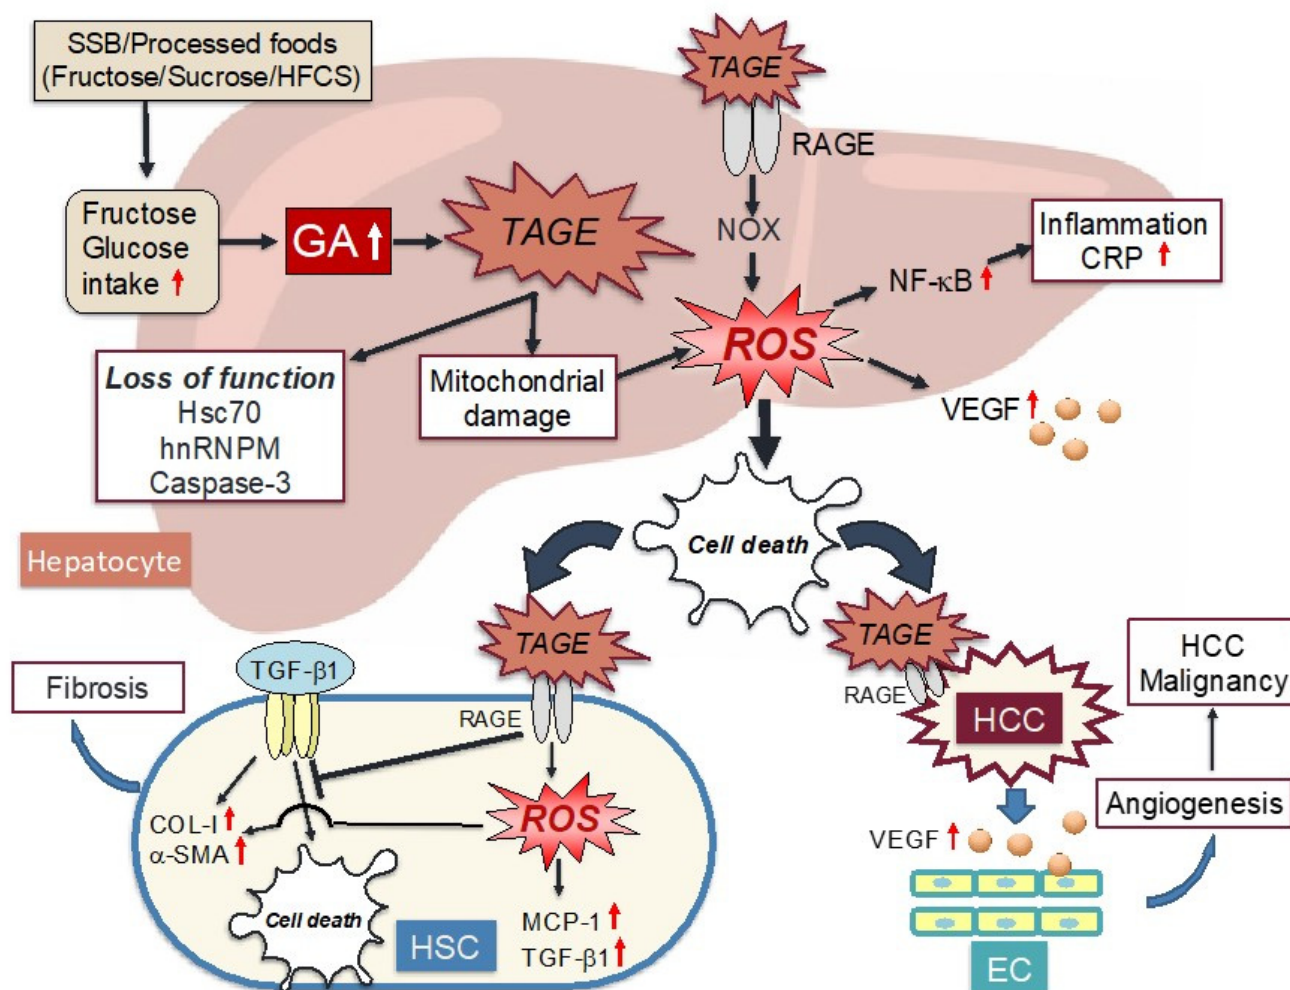 SSB/Processed foods
(Fructose/Sucrose/HFCS)
TAGE
RAGE
Fructose
Glucose
intake
GA
TAGE
NOX
Inflammation
CRP
NF-κB
ROS
Loss of function
Hsc70
hnRNPM
Caspase-3
Mitochondrial
damage
VEGF
Cell death
Hepatocyte
TAGE
TAGE
TGF-β1
Fibrosis
RAGE
RAGE
HCC
HCC
Malignancy
ROS
COL-I
α-SMA
Angiogenesis
VEGF
Cell death
HSC
MCP-1
TGF-β1
EC